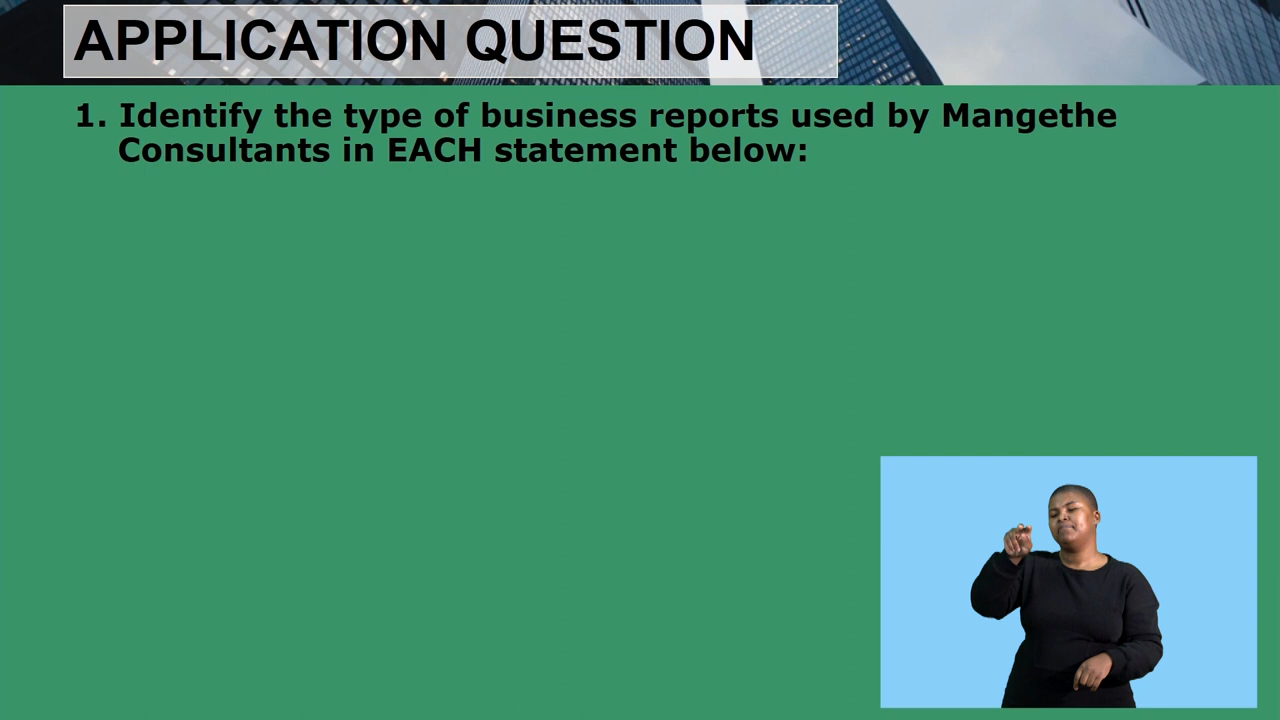 APPLICATION QUESTION
1. Identify the type of business reports used by Mangethe
Consultants in EACH statement below: